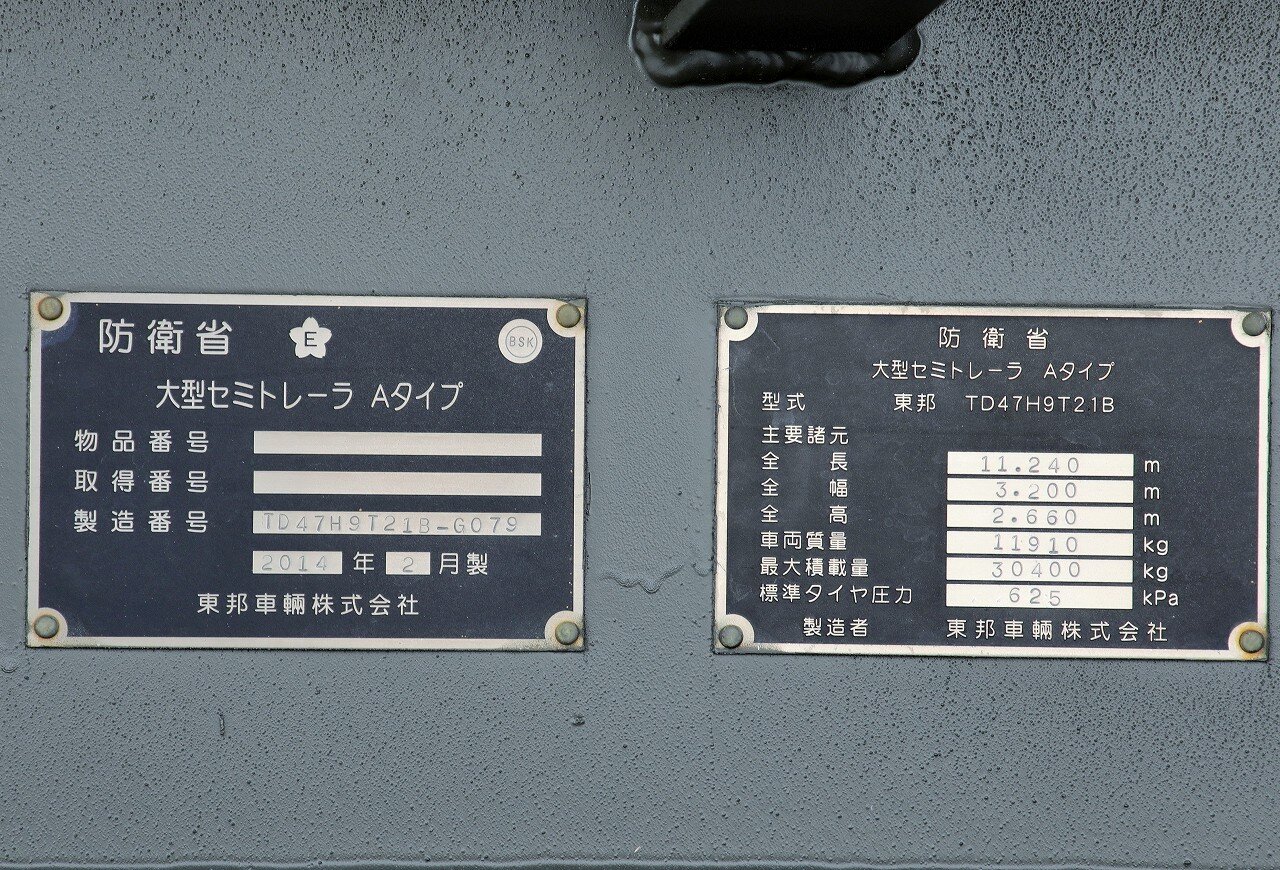 防衛省 E BSK
大型セミトレーラ Aタイプ
物品番号
取得番号
製造番号 TD47H9T21B-G079
2014 年 2 月製
東邦車輛株式会社
防衛省
大型セミトレーラ Aタイプ
型式 東邦 TD47H9T21B
主要諸元
全長 11.240 m
全幅 3.200 m
全高 2.660 m
車両質量 11910 kg
最大積載量 30400 kg
標準タイヤ圧力 625 kPa
製造者 東邦車輛株式会社